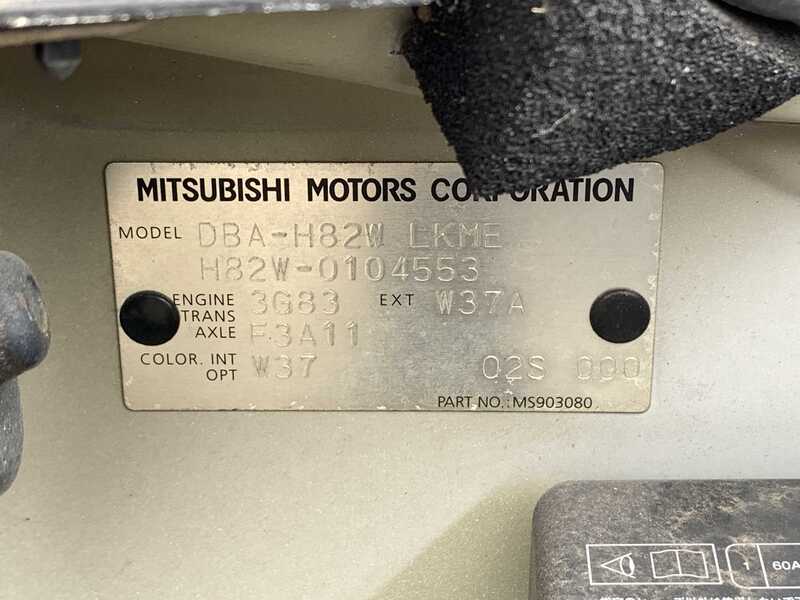 MITSUBISHI MOTORS CORPORATION
MODEL DBA-H82W LKME
H82W-0104553
ENGINE 3G83 EXT W37A
TRANS
AXLE F3A11
COLOR. INT W37 02S 000
OPT
PART NO.:MS903080
1 60A